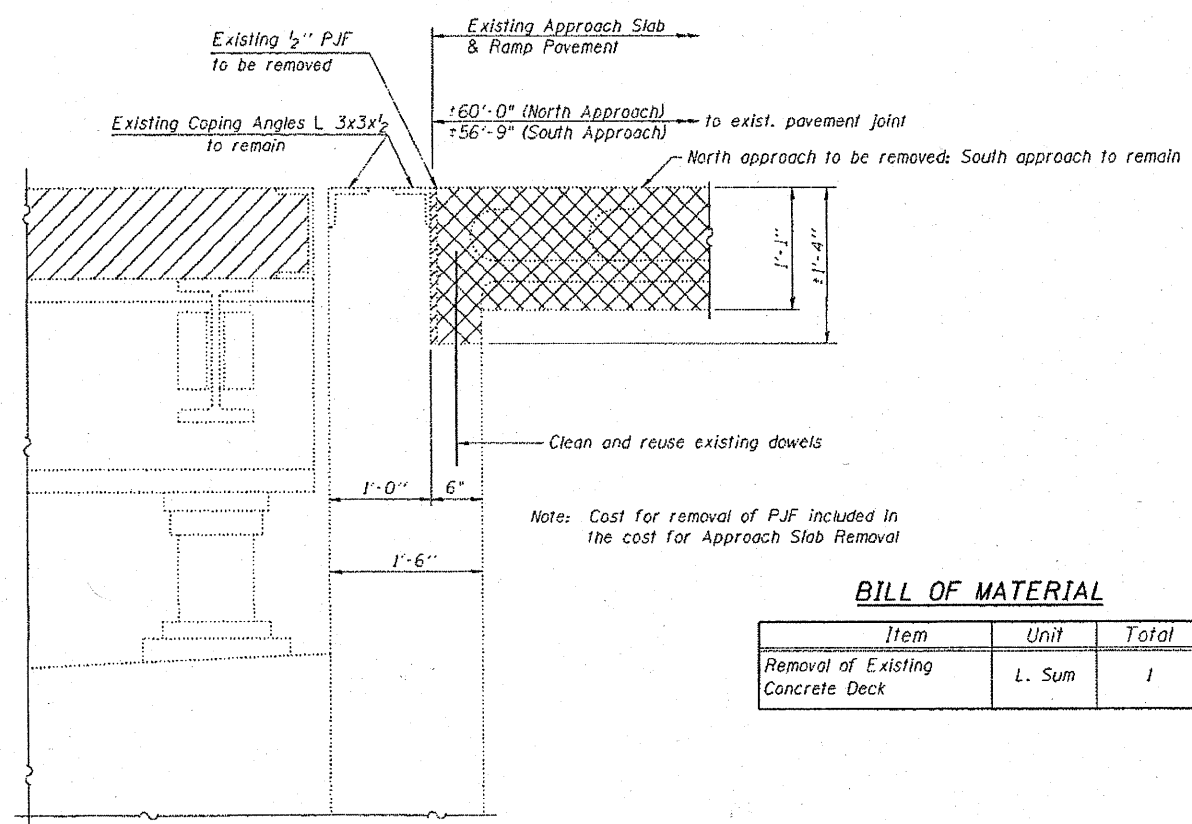 Existing Approach Slab
& Ramp Pavement
Existing 1/2" PJF
to be removed
±60'-0" (North Approach)
±56'-9" (South Approach)
to exist. pavement joint
Existing Coping Angles L 3x3x1/2
to remain
North approach to be removed: South approach to remain
1'-1"
±1'-4"
Clean and reuse existing dowels
1'-0"
6"
Note: Cost for removal of PJF included in
the cost for Approach Slab Removal
1'-6"
BILL OF MATERIAL
Item Unit Total
Removal of Existing
Concrete Deck
L. Sum 1